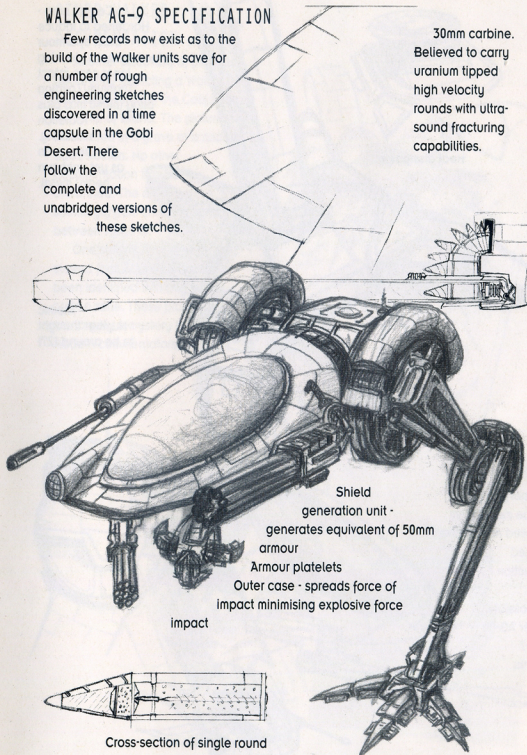 WALKER AG-9 SPECIFICATION
Few records now exist as to the
build of the Walker units save for
a number of rough
engineering sketches
discovered in a time
capsule in the Gobi
Desert. There
follow the
complete and
unabridged versions of
these sketches.
30mm carbine.
Believed to carry
uranium tipped
high velocity
rounds with ultra-
sound fracturing
capabilities.
Shield
generation unit -
generates equivalent of 50mm
armour
Armour platelets
Outer case - spreads force of
impact minimising explosive force
impact
Cross-section of single round